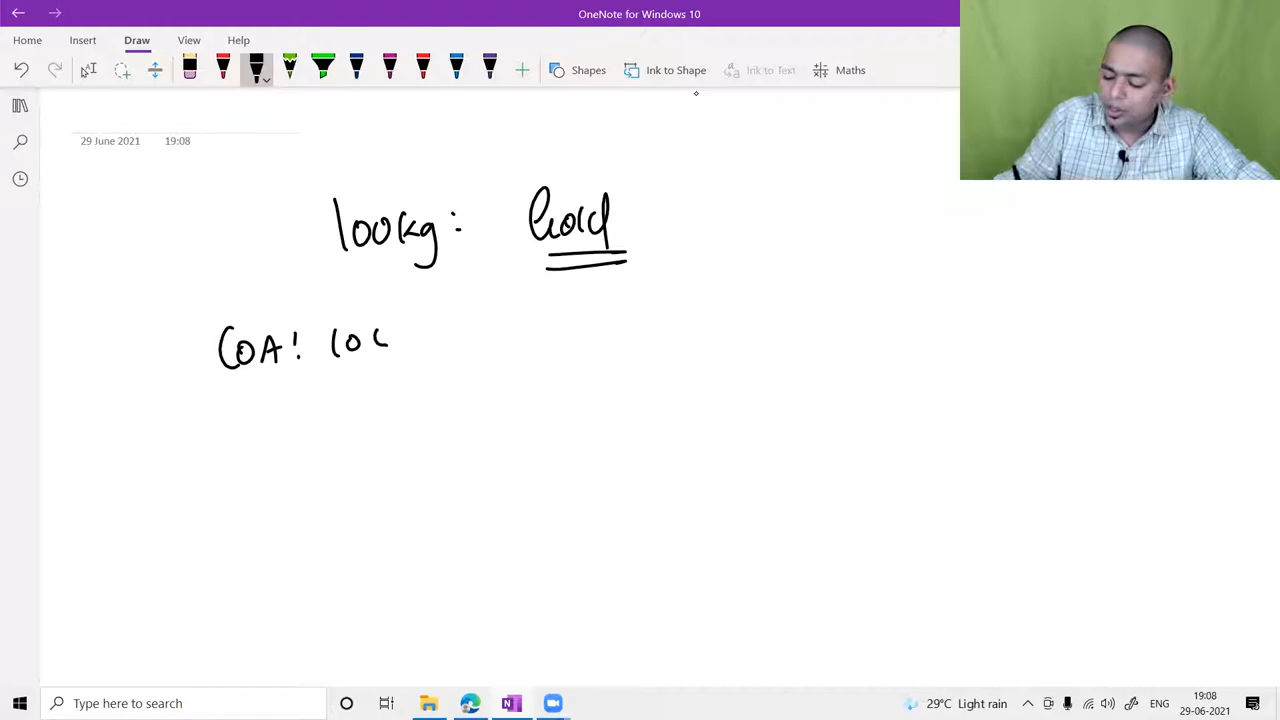 OneNote for Windows 10
Home Insert Draw View Help
Shapes Ink to Shape Ink to Text Maths
29 June 2021 19:08
100kg: Gold
COA: 100
Type here to search
29°C Light rain ENG 19:08 29-06-2021